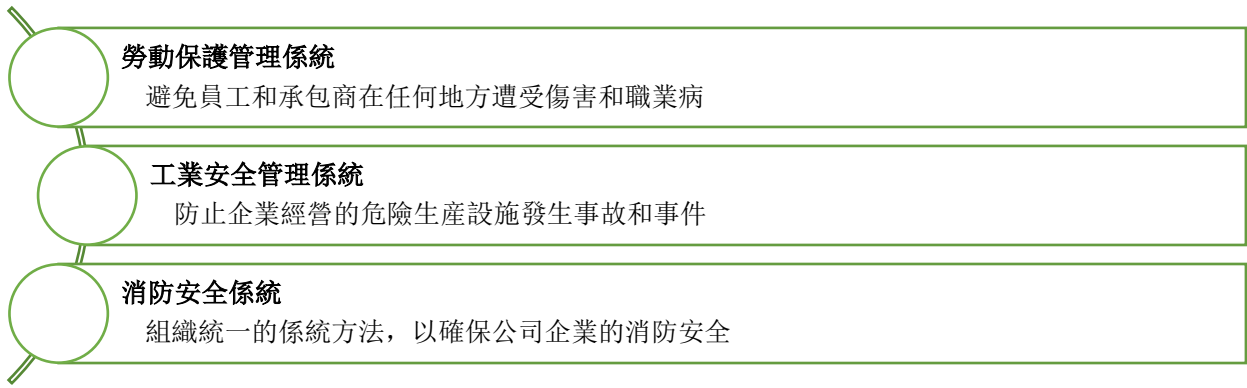 勞動保護管理係統
避免員工和承包商在任何地方遭受傷害和職業病
工業安全管理係統
防止企業經營的危險生産設施發生事故和事件
消防安全係統
組織統一的係統方法，以確保公司企業的消防安全